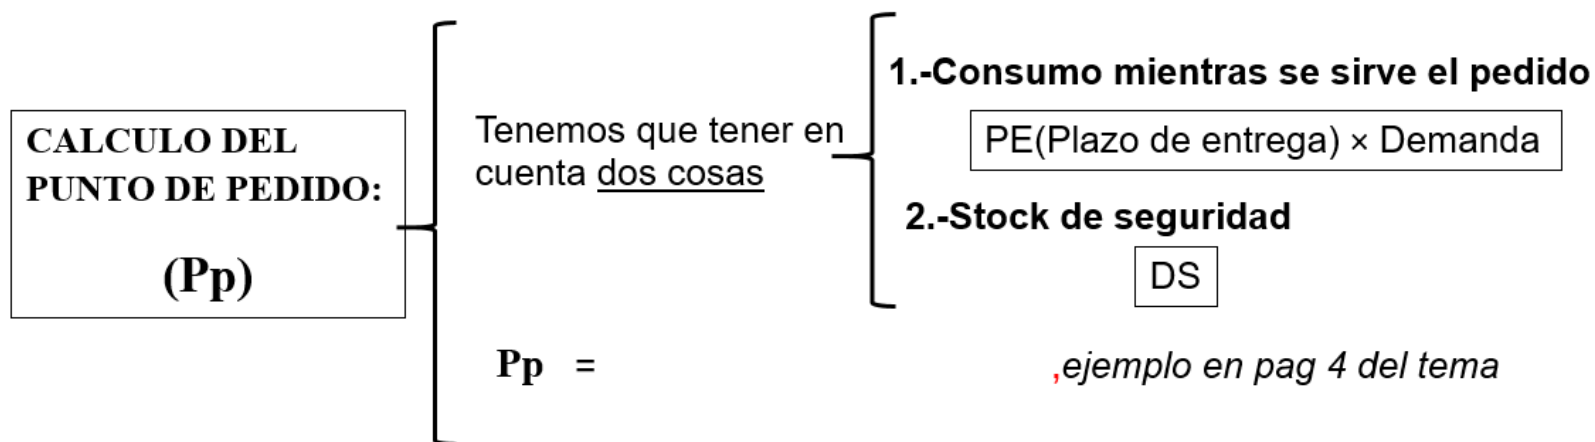 CALCULO DEL
PUNTO DE PEDIDO:
(Pp)
Tenemos que tener en
cuenta dos cosas
1.-Consumo mientras se sirve el pedido
PE(Plazo de entrega) × Demanda
2.-Stock de seguridad
DS
Pp = ,ejemplo en pag 4 del tema